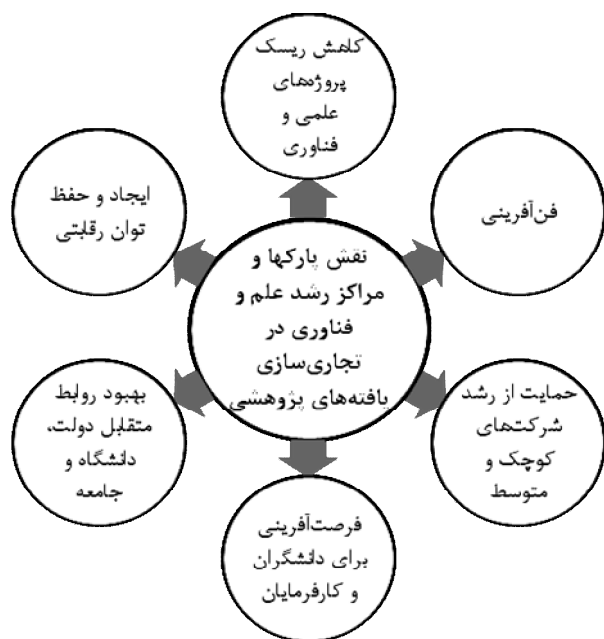 کاهش ریسک
پروژه‌های
علمی و
فناوری
فن‌آفرینی
ایجاد و حفظ
توان رقابتی
نقش پارکها و
مراکز رشد علم و
فناوری در
تجاری‌سازی
یافته‌های پژوهشی
حمایت از رشد
شرکت‌های
کوچک و
متوسط
بهبود روابط
متقابل دولت،
دانشگاه و
جامعه
فرصت‌آفرینی
برای دانشگران
و کارفرمایان